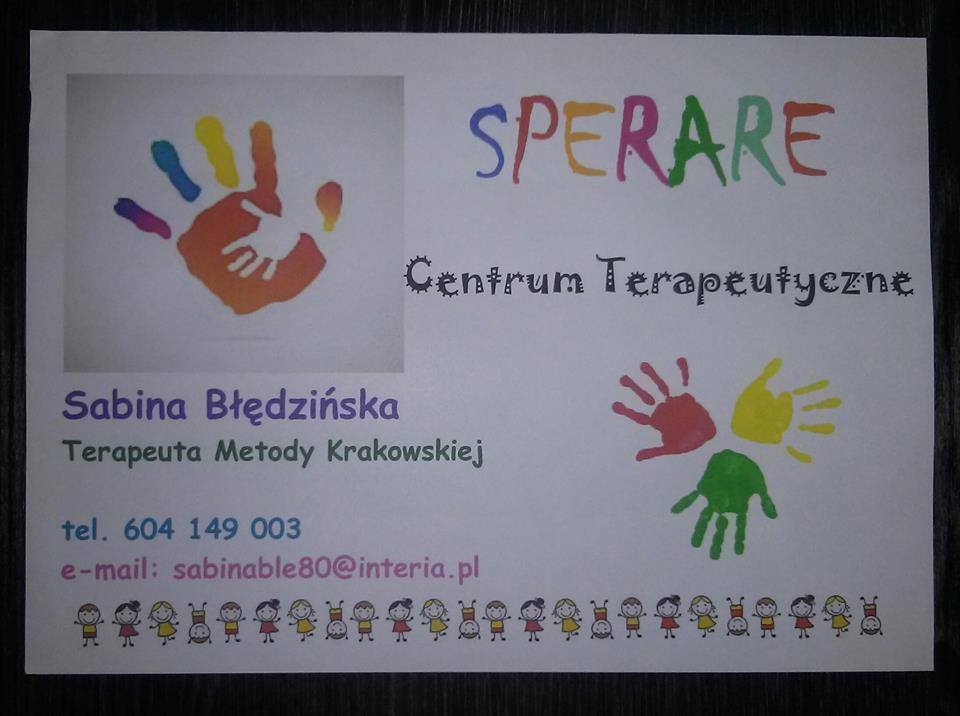 SPERARE
Centrum Terapeutyczne
Sabina Błędzińska
Terapeuta Metody Krakowskiej
tel. 604 149 003
e-mail: sabinable80@interia.pl